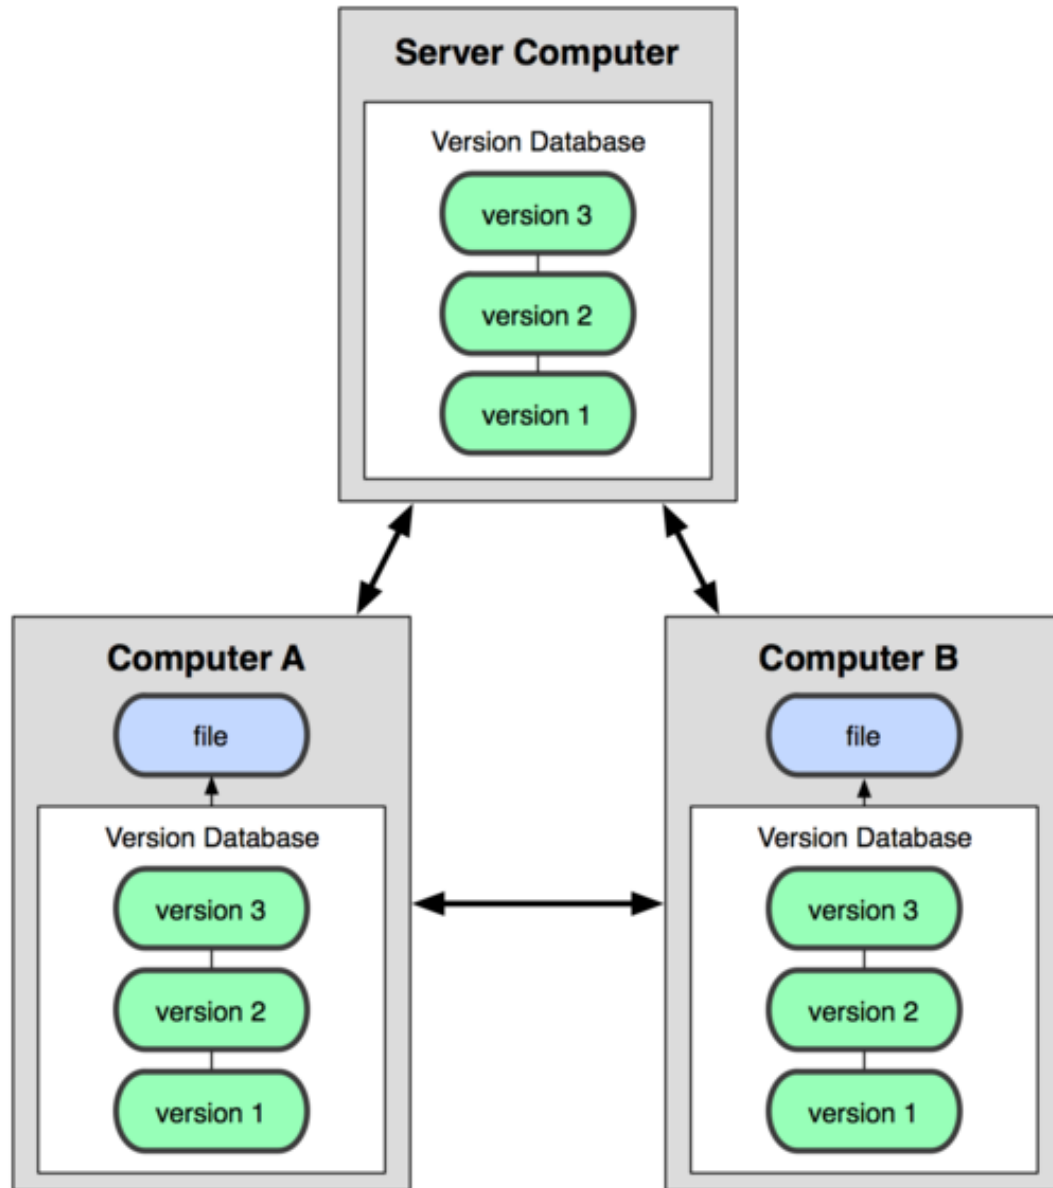 Server Computer
Version Database
version 3
version 2
version 1
Computer A
file
Version Database
version 3
version 2
version 1
Computer B
file
Version Database
version 3
version 2
version 1